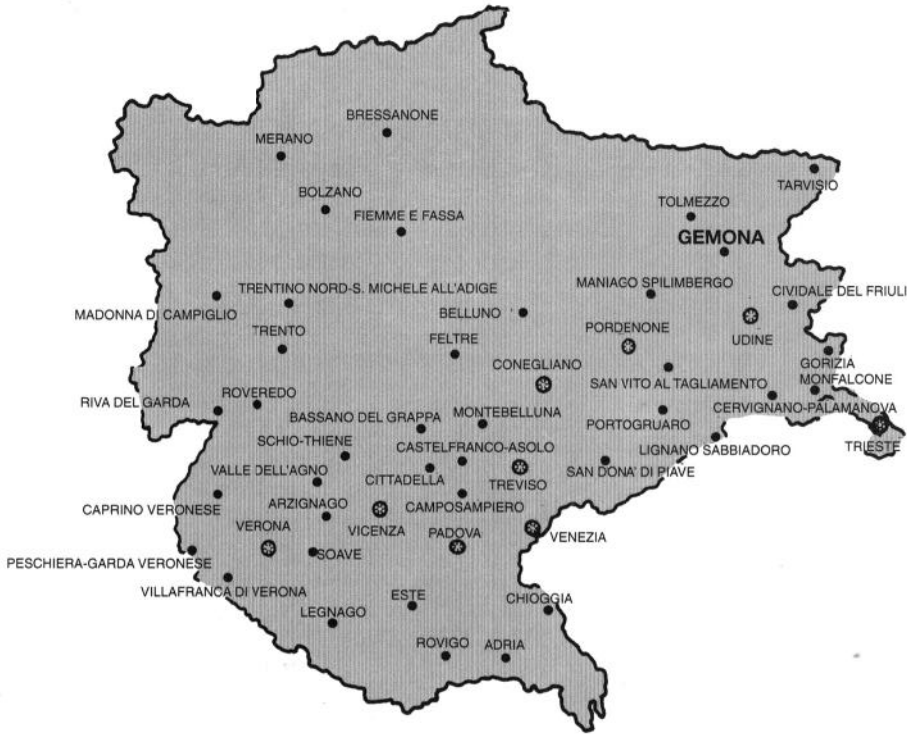 BRESSANONE
MERANO
TARVISIO
BOLZANO
TOLMEZZO
FIEMME E FASSA
GEMONA
MANIAGO SPILIMBERGO
TRENTINO NORD-S. MICHELE ALL'ADIGE
CIVIDALE DEL FRIULI
MADONNA DI CAMPIGLIO
BELLUNO
TRENTO
PORDENONE
UDINE
FELTRE
CONEGLIANO
GORIZIA
SAN VITO AL TAGLIAMENTO
MONFALCONE
RIVA DEL GARDA
ROVEREDO
CERVIGNANO-PALAMANOVA
BASSANO DEL GRAPPA
MONTEBELLUNA
PORTOGRUARO
SCHIO-THIENE
CASTELFRANCO-ASOLO
LIGNANO SABBIADORO
TRIESTE
VALLE DELL'AGNO
CITTADELLA
TREVISO
SAN DONA' DI PIAVE
CAPRINO VERONESE
ARZIGNAGO
CAMPOSAMPIERO
VERONA
VICENZA
PADOVA
VENEZIA
SOAVE
PESCHIERA-GARDA VERONESE
VILLAFRANCA DI VERONA
ESTE
CHIOGGIA
LEGNAGO
ROVIGO
ADRIA